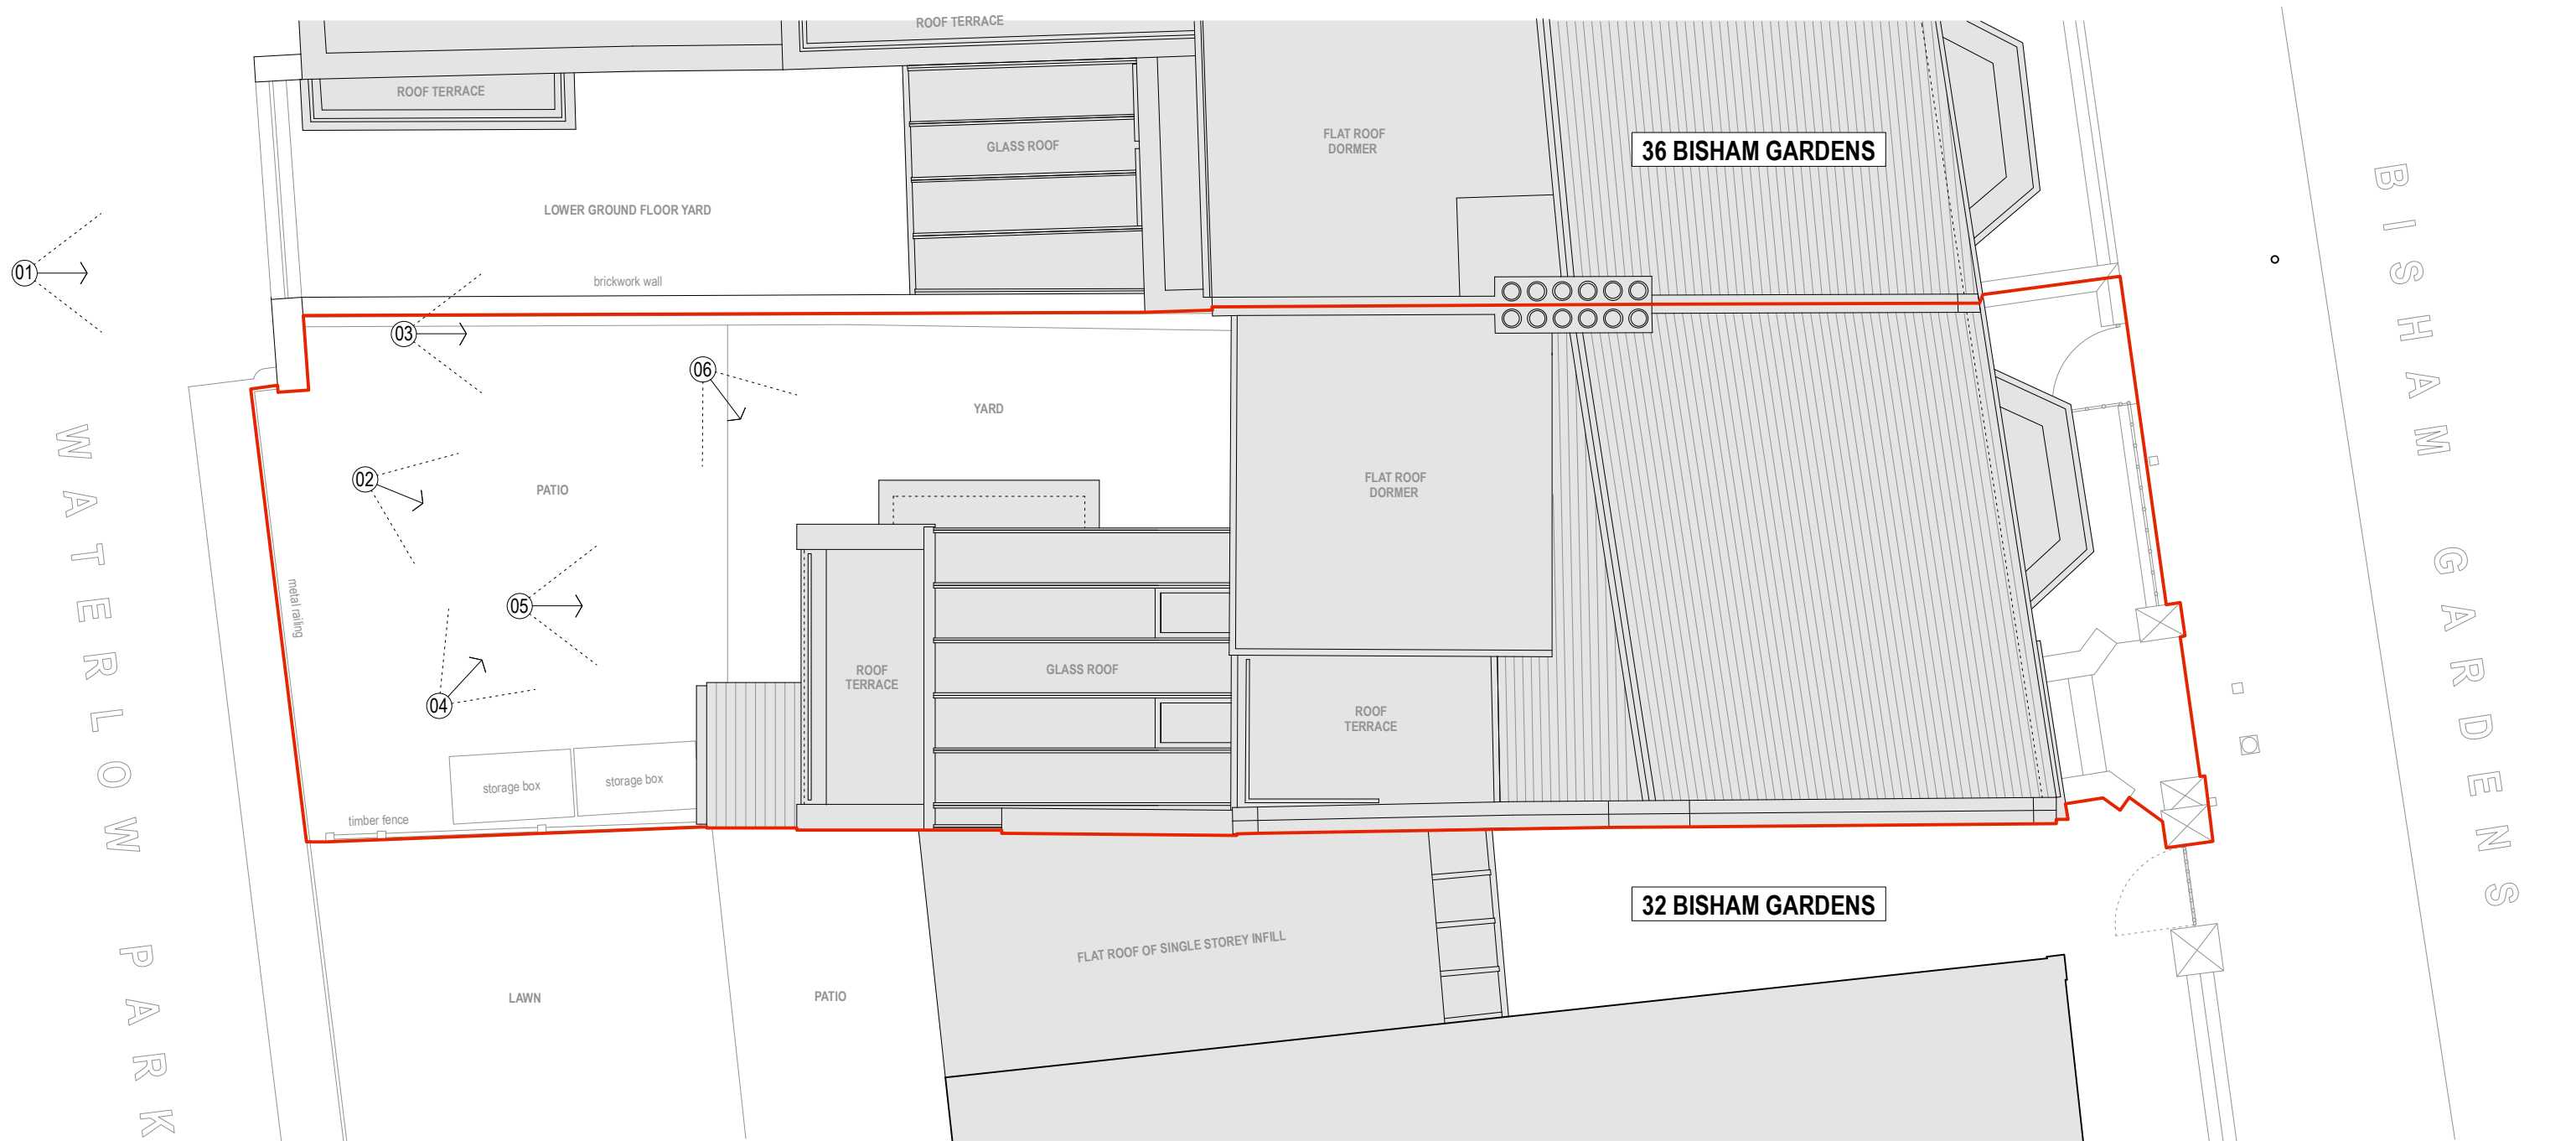 ROOF TERRACE
ROOF TERRACE
GLASS ROOF
FLAT ROOF
DORMER
36 BISHAM GARDENS
LOWER GROUND FLOOR YARD
brickwork wall
01
03
06
02
05
04
YARD
PATIO
FLAT ROOF
DORMER
metal railing
ROOF
TERRACE
GLASS ROOF
ROOF
TERRACE
storage box
storage box
timber fence
32 BISHAM GARDENS
FLAT ROOF OF SINGLE STOREY INFILL
LAWN
PATIO
WATERLOW PARK
BISHAM GARDENS